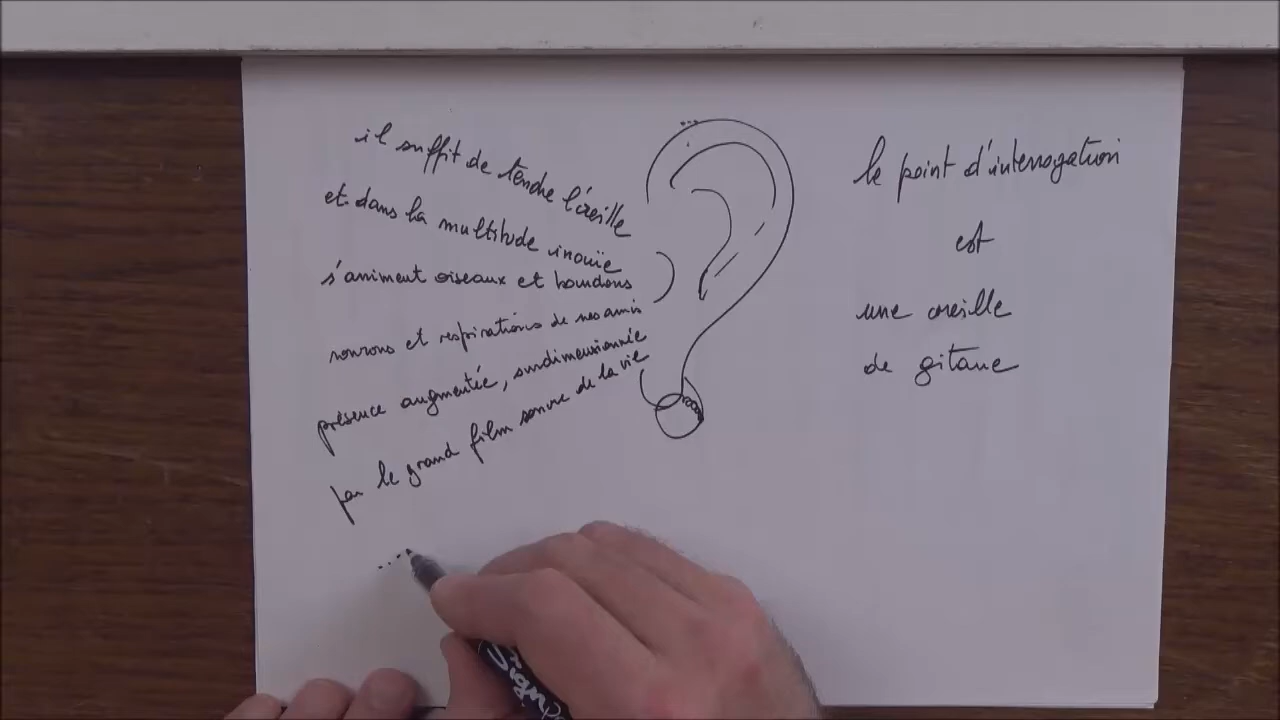 il suffit de tendre l'oreille
et dans la multitude inouïe
s'animent oiseaux et bourdons
ronrons et respirations de nos amis
présence augmentée, surdimensionnée
par le grand film sonore de la vie
....
le point d'interrogation
est
une oreille
de gitane
Sign